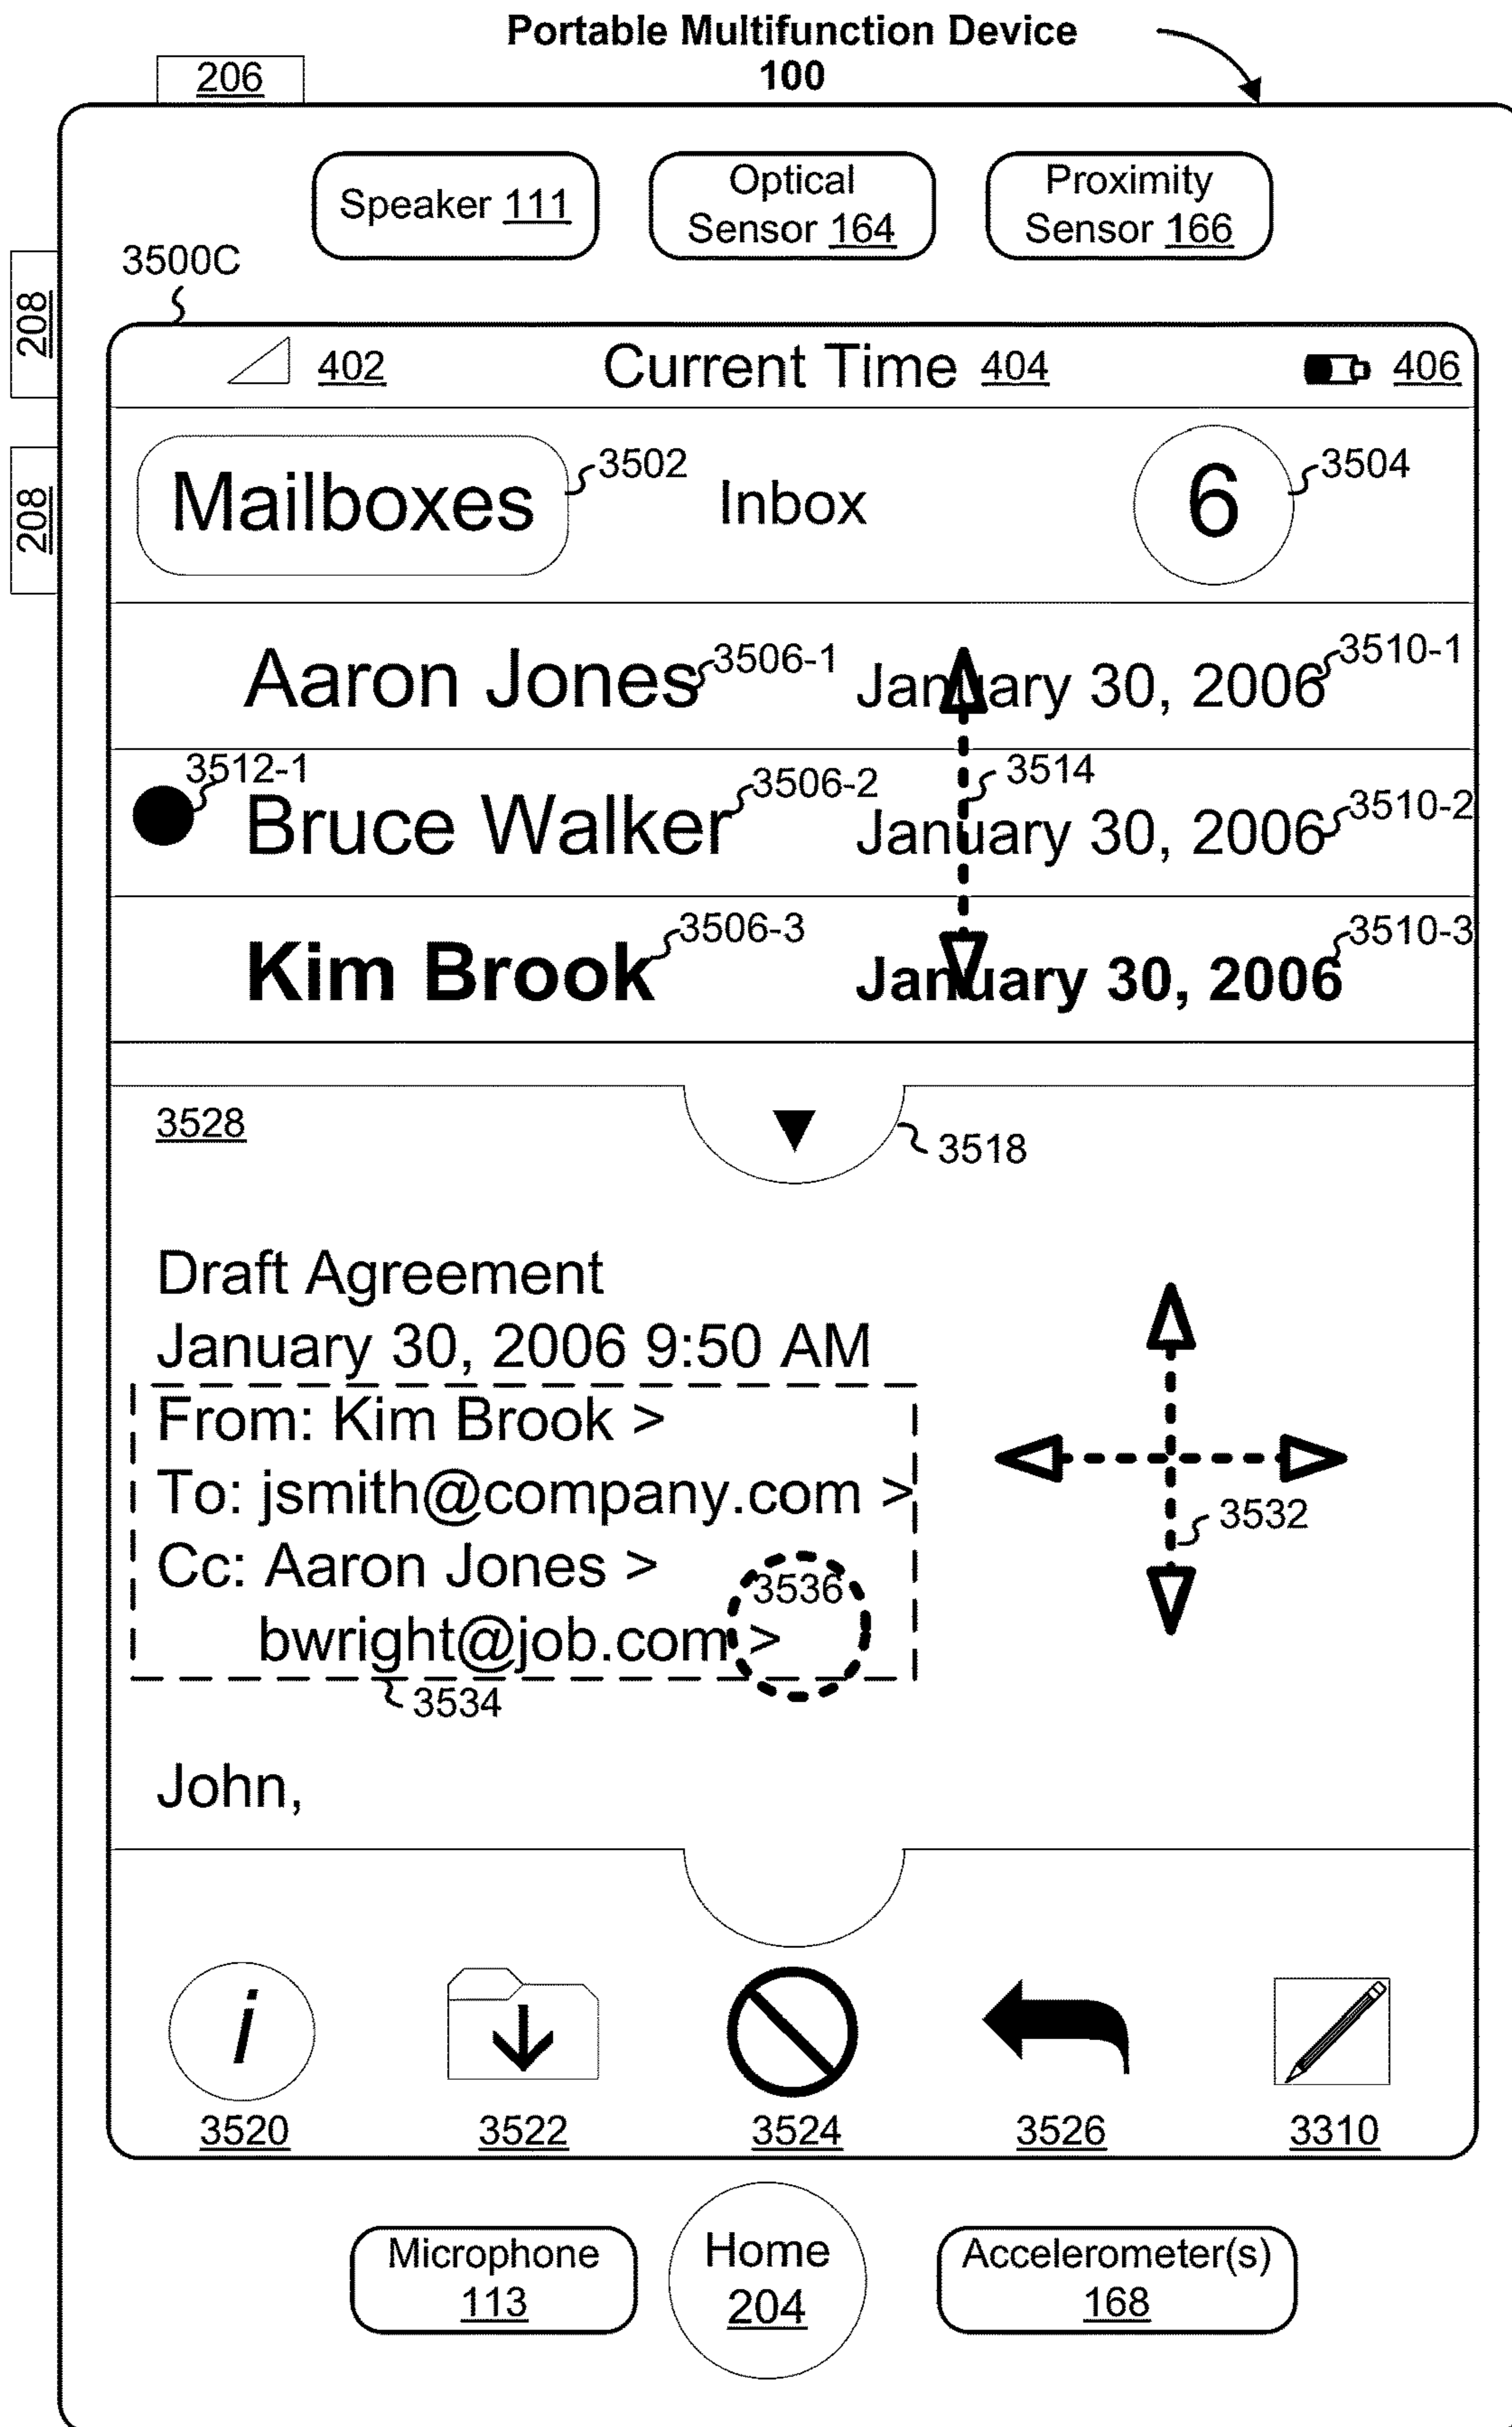 Portable Multifunction Device
100
206
Speaker 111
Optical
Sensor 164
Proximity
Sensor 166
208
208
3500C
402
Current Time 404
406
Mailboxes
3502
Inbox
6
3504
Aaron Jones
3506-1
January 30, 2006
3510-1
3512-1
Bruce Walker
3506-2
3514
January 30, 2006
3510-2
Kim Brook
3506-3
January 30, 2006
3510-3
3528
3518
Draft Agreement
January 30, 2006 9:50 AM
From: Kim Brook >
To: jsmith@company.com >
3532
Cc: Aaron Jones >
3536
bwright@job.com >
3534
John,
i
3520
3522
3524
3526
3310
Microphone
113
Home
204
Accelerometer(s)
168